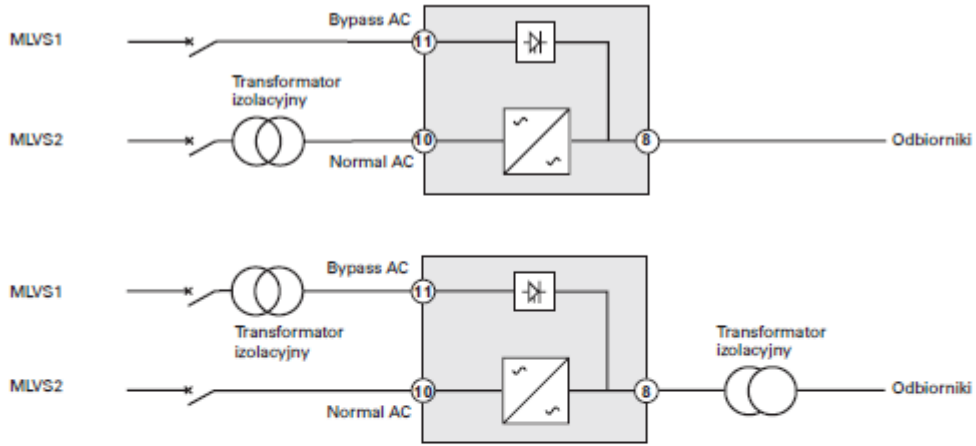 Bypass AC
MLVS1
11
Transformator
izolacyjny
MLVS2
10
8
Odbiorniki
Normal AC
Bypass AC
MLVS1
11
Transformator
izolacyjny
Transformator
izolacyjny
MLVS2
10
8
Odbiorniki
Normal AC